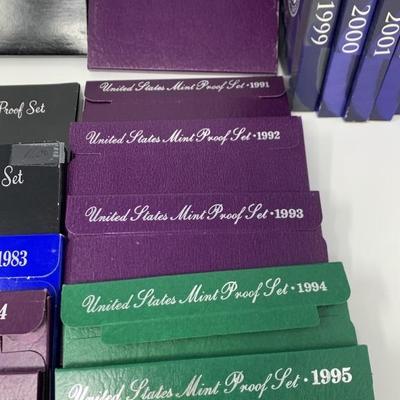 1999
2000
2001
United States Mint Proof Set • 1991
Proof Set
United States Mint Proof Set • 1992
Set
United States Mint Proof Set • 1993
1983
United States Mint Proof Set • 1994
4
United States Mint Proof Set • 1995